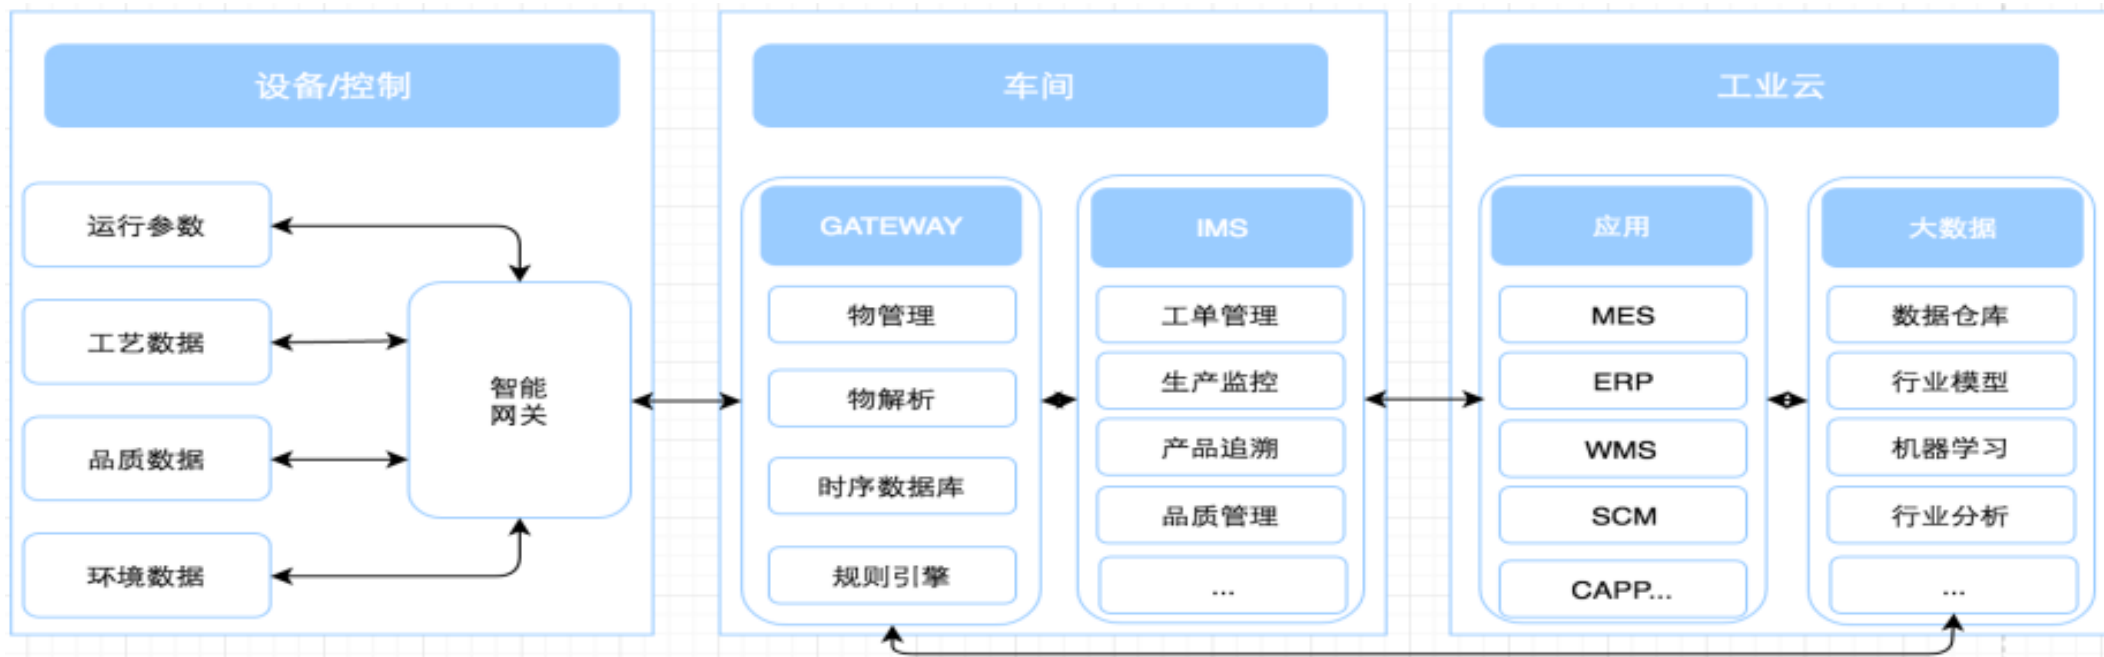 设备/控制
运行参数
工艺数据
品质数据
环境数据
智能
网关
车间
GATEWAY
物管理
物解析
时序数据库
规则引擎
IMS
工单管理
生产监控
产品追溯
品质管理
...
工业云
应用
MES
ERP
WMS
SCM
CAPP...
大数据
数据仓库
行业模型
机器学习
行业分析
...